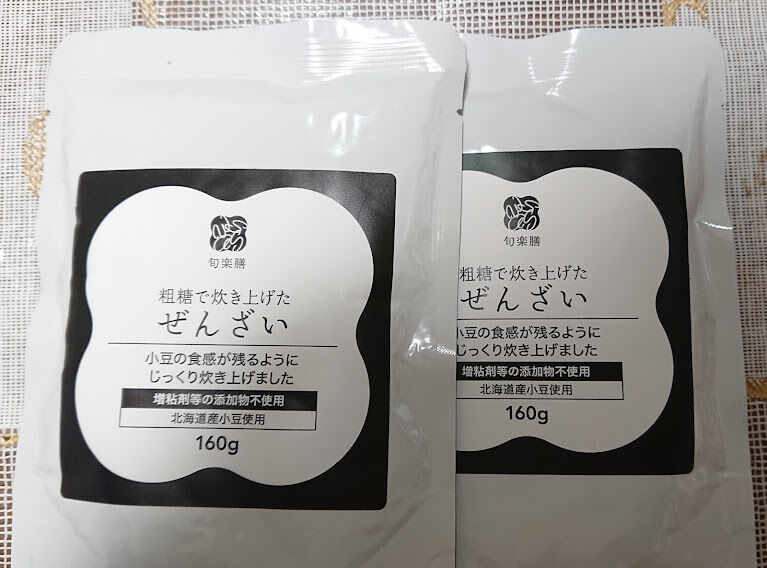 旬楽膳
粗糖で炊き上げた
ぜんざい
小豆の食感が残るように
じっくり炊き上げました
増粘剤等の添加物不使用
北海道産小豆使用
160g
旬楽膳
粗糖で炊き上げた
ぜんざい
小豆の食感が残るように
じっくり炊き上げました
増粘剤等の添加物不使用
北海道産小豆使用
160g